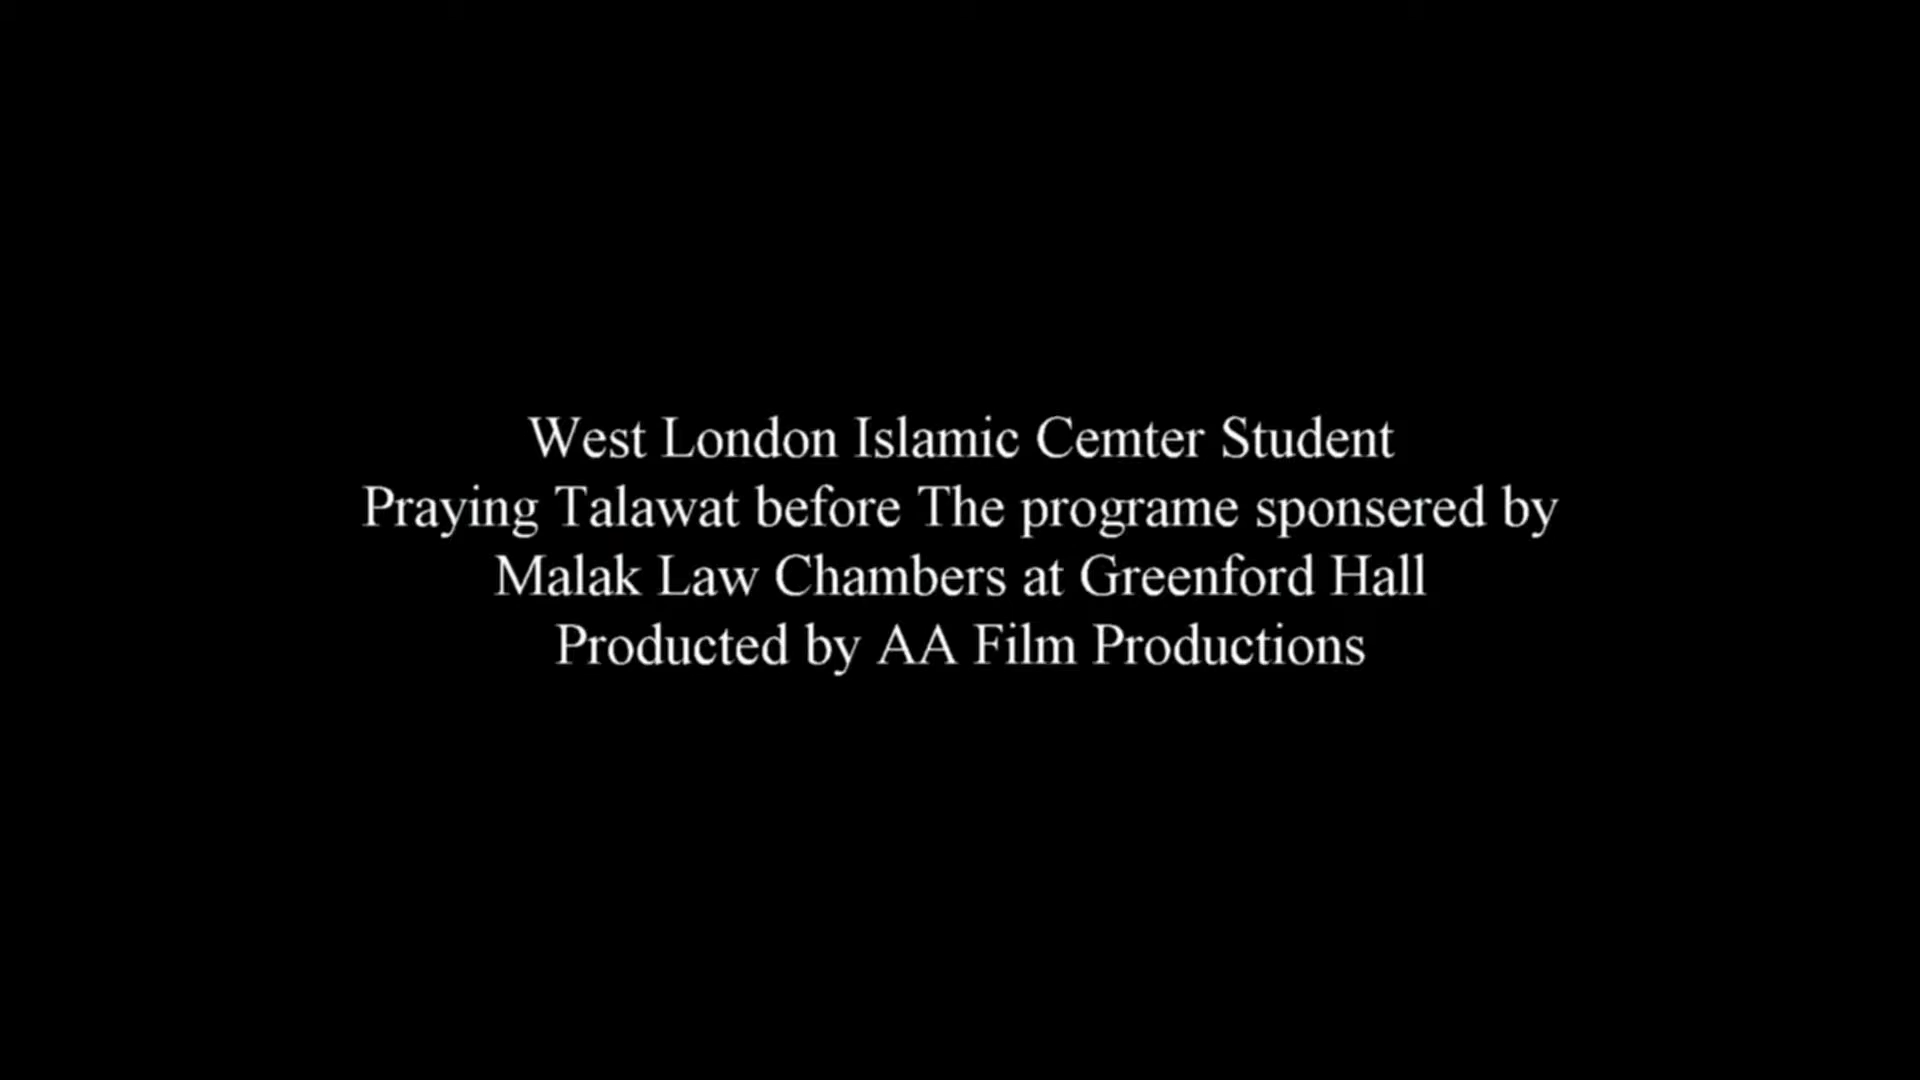 West London Islamic Cemter Student
Praying Talawat before The programe sponsered by
Malak Law Chambers at Greenford Hall
Producted by AA Film Productions